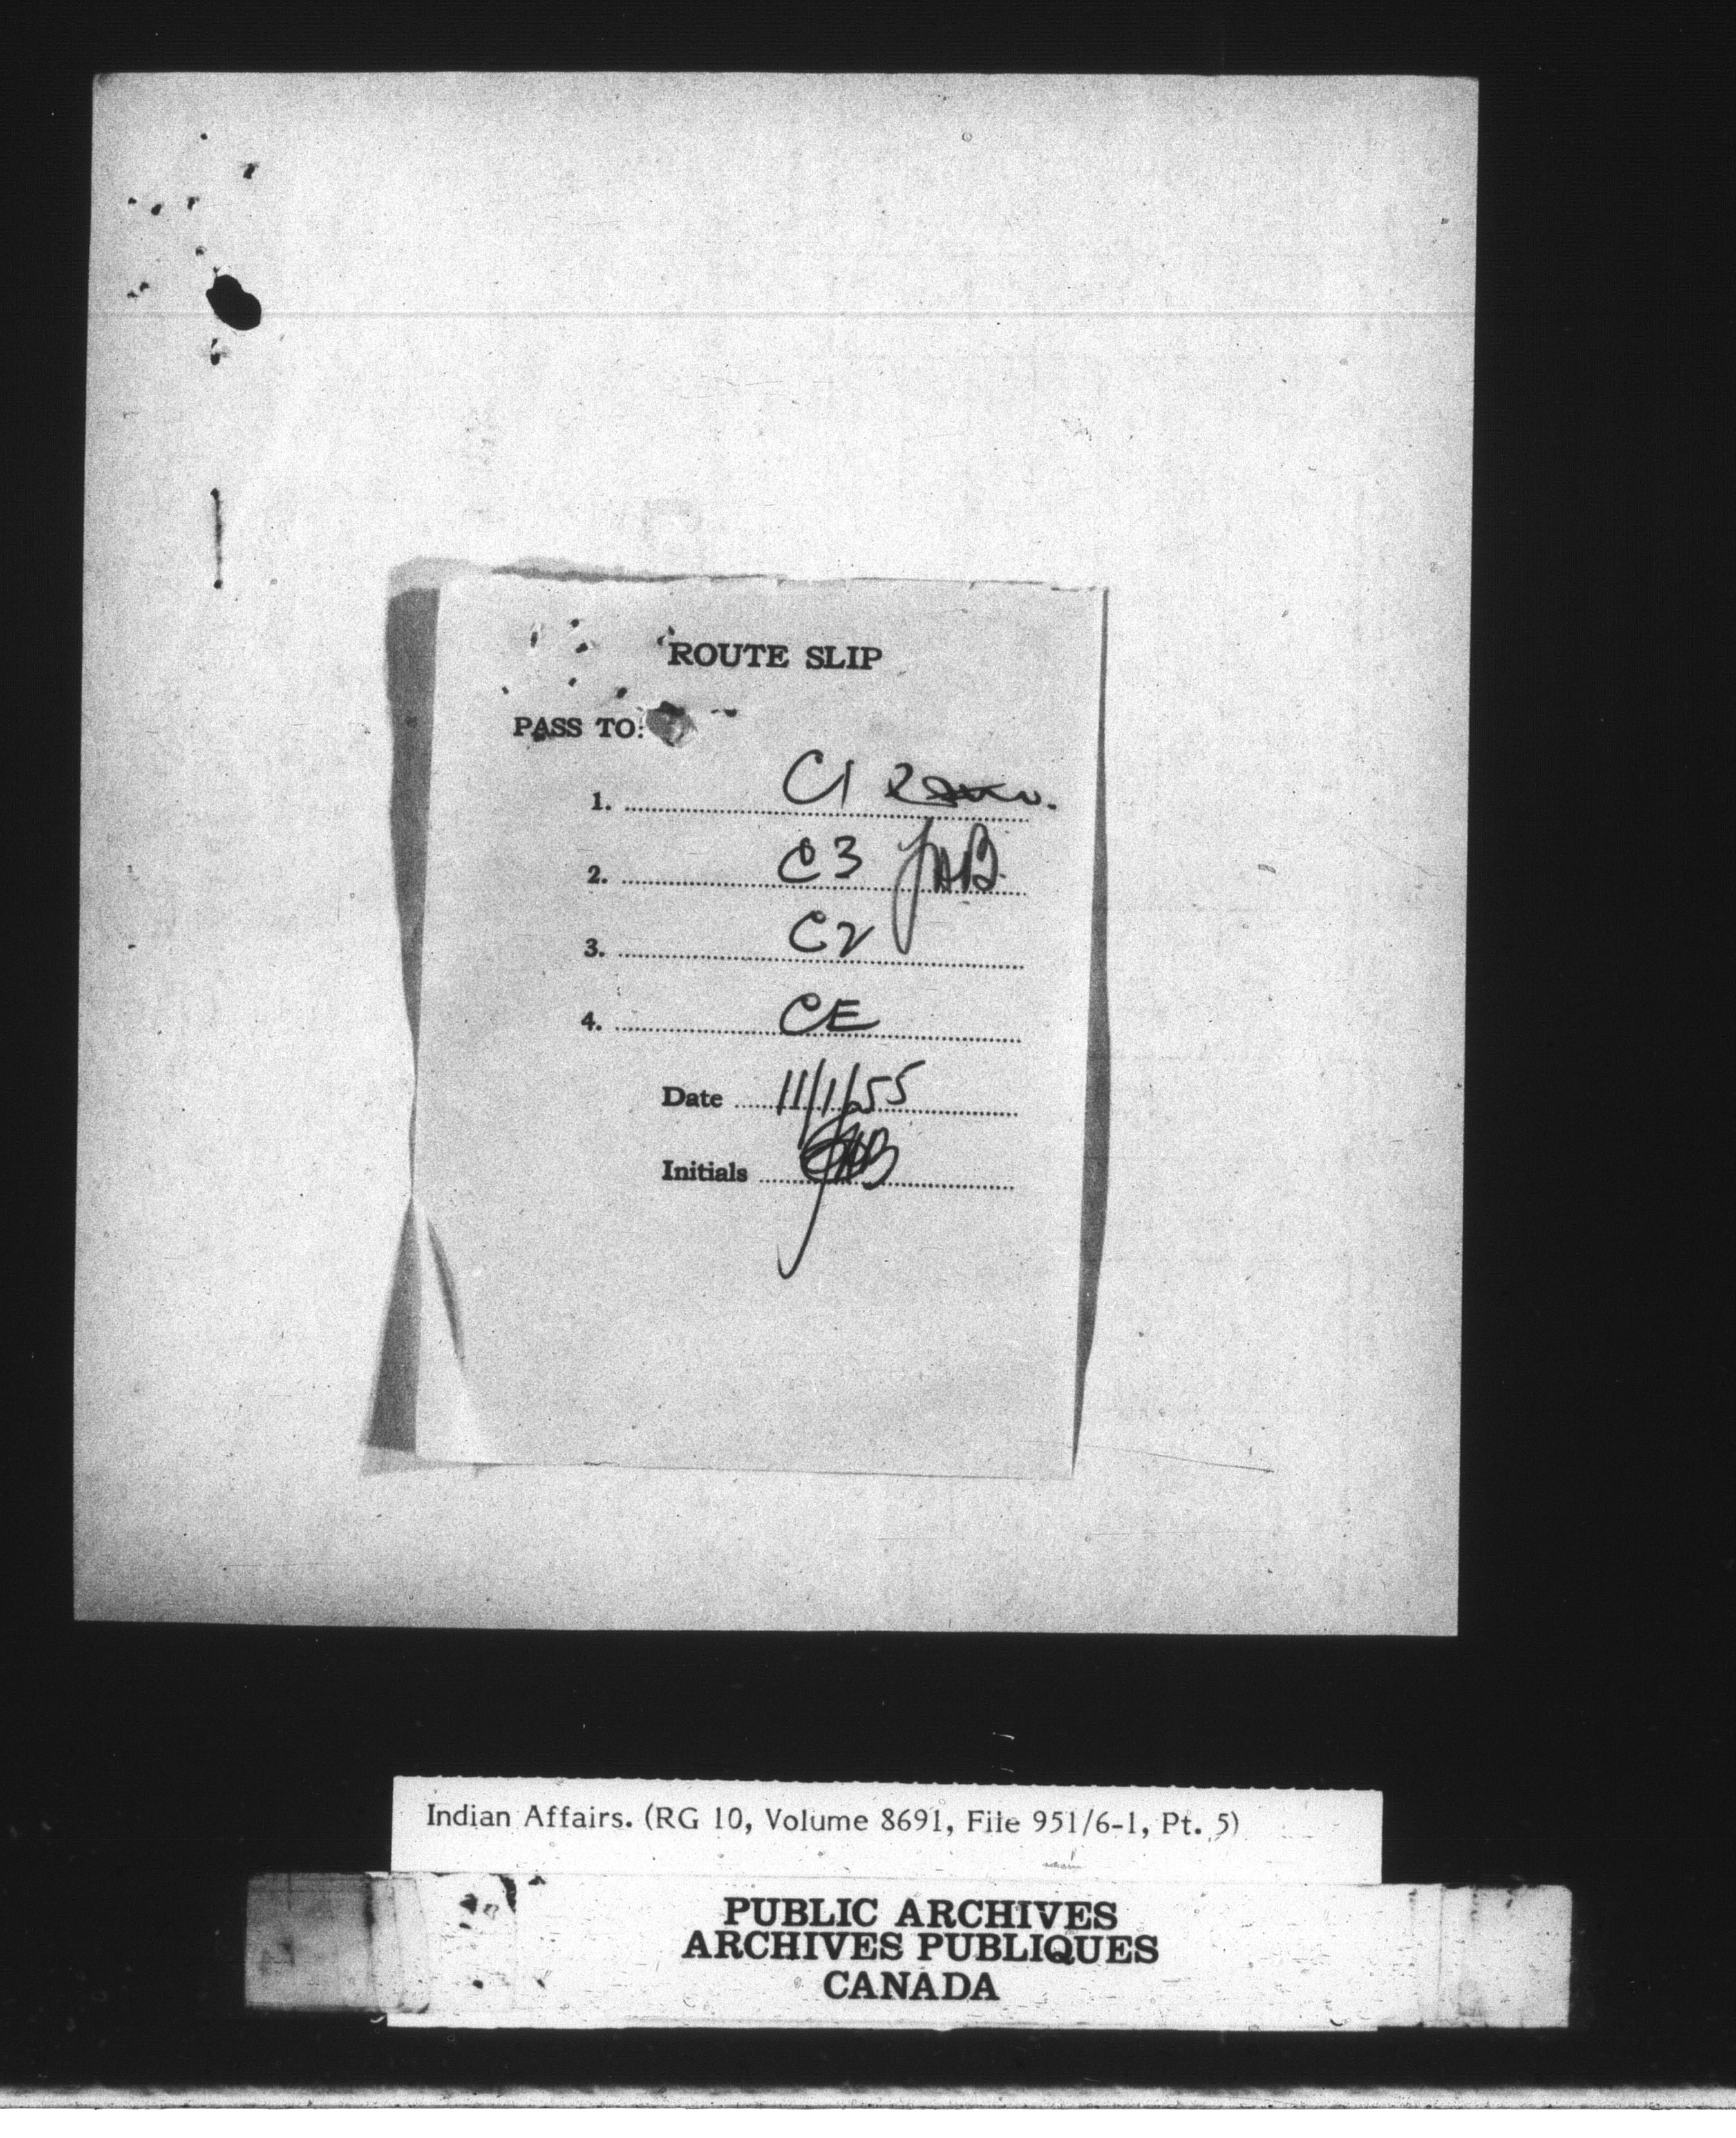 ROUTE SLIP
PASS TO:
1. C1
2. C3 JAB
3. C2
4. CE
Date 11/1/55
Initials
Indian Affairs. (RG 10, Volume 8691, File 951/6-1, Pt. 5)
PUBLIC ARCHIVES
ARCHIVES PUBLIQUES
CANADA